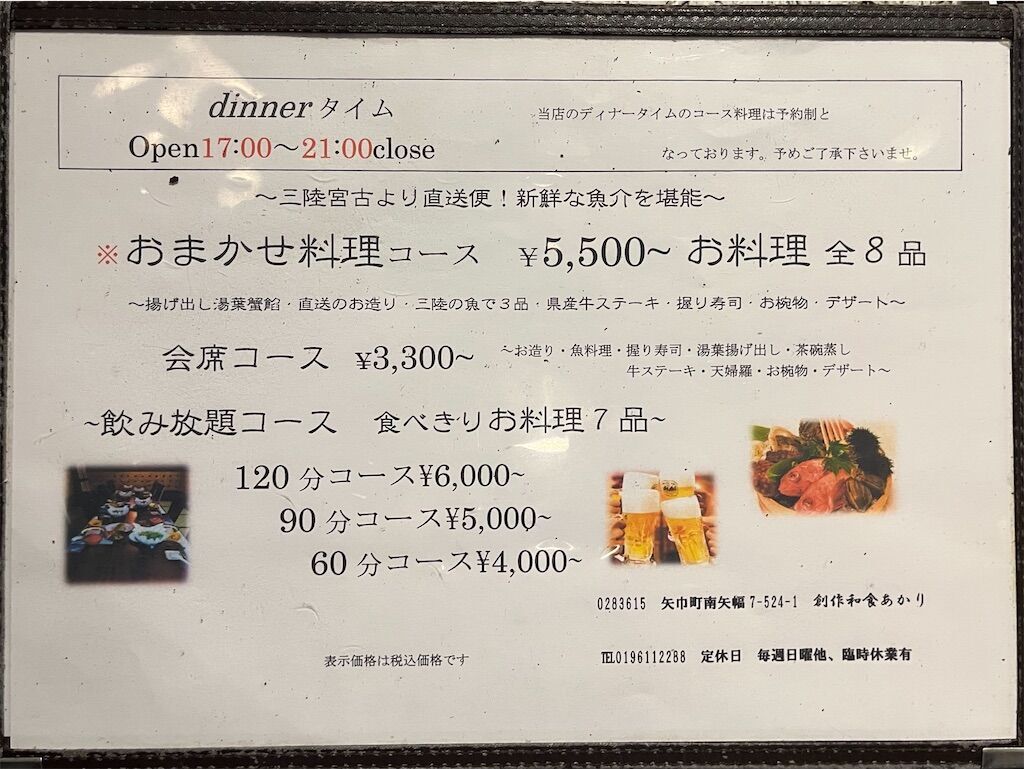 dinner タイム
当店のディナータイムのコース料理は予約制と
Open17:00～21:00close
なっております。予めご了承下さいませ。
～三陸宮古より直送便！新鮮な魚介を堪能～
※おまかせ料理コース ¥5,500~ お料理 全８品
～揚げ出し湯葉蟹餡・直送のお造り・三陸の魚で３品・県産牛ステーキ・握り寿司・お椀物・デザート～
会席コース ¥3,300~
～お造り・魚料理・握り寿司・湯葉揚げ出し・茶碗蒸し
牛ステーキ・天婦羅・お椀物・デザート～
~飲み放題コース 食べきりお料理７品~
120 分コース¥6,000~
90 分コース¥5,000~
60 分コース¥4,000~
0283615 矢巾町南矢幅7-524-1 創作和食あかり
表示価格は税込価格です
℡0196112288 定休日 毎週日曜他、臨時休業有